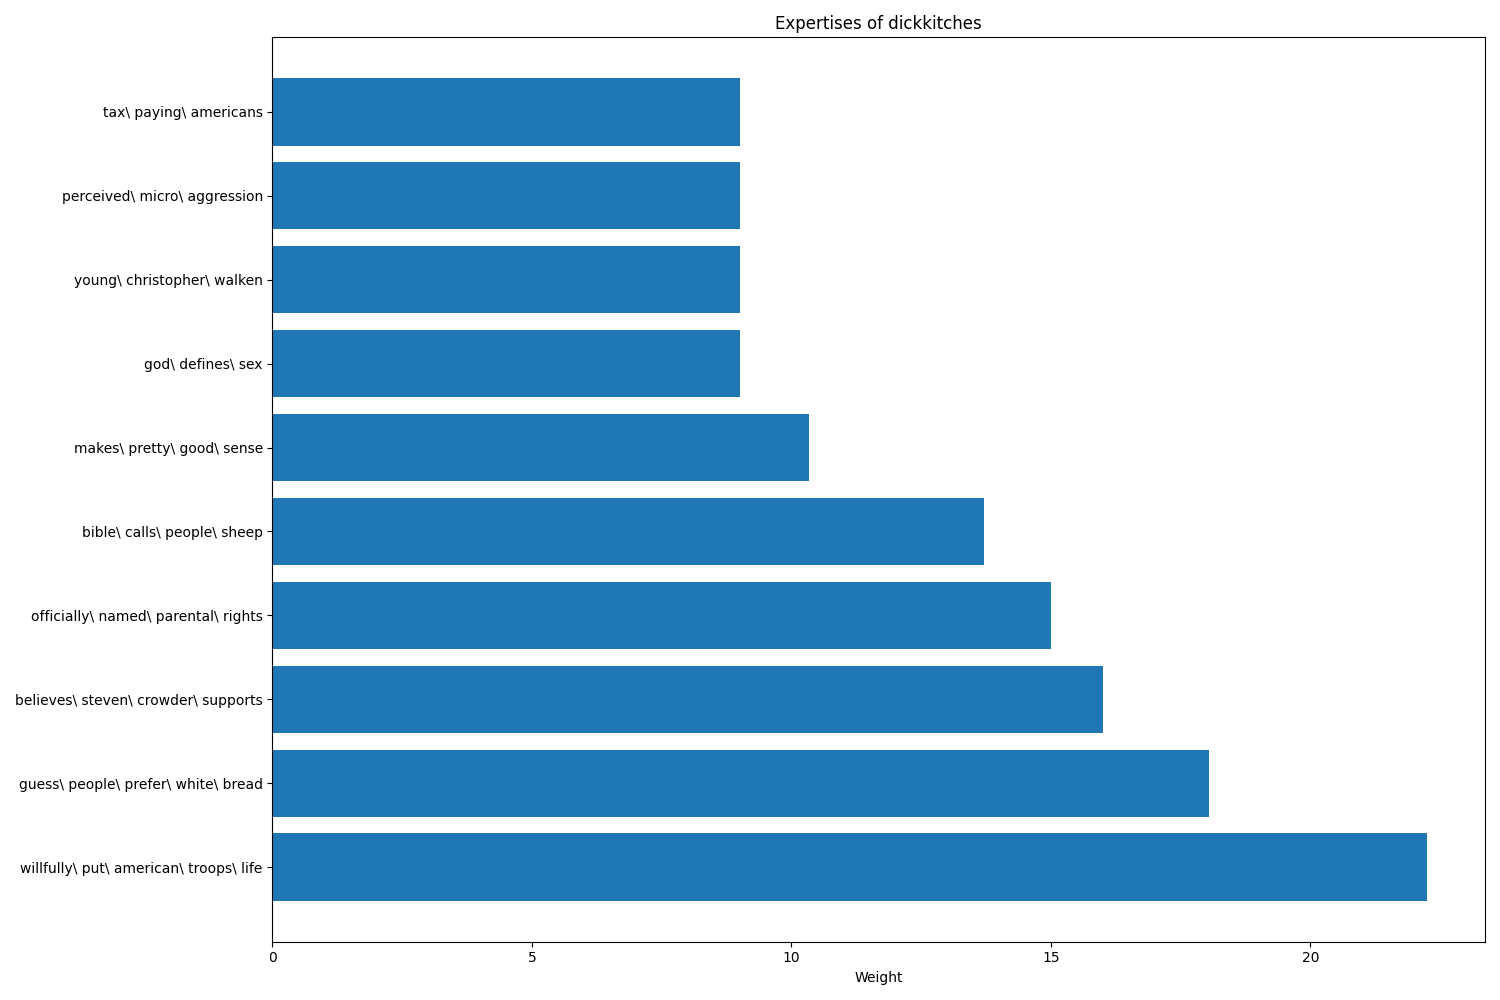 Expertises of dickkitches
tax\ paying\ americans
perceived\ micro\ aggression
young\ christopher\ walken
god\ defines\ sex
makes\ pretty\ good\ sense
bible\ calls\ people\ sheep
officially\ named\ parental\ rights
believes\ steven\ crowder\ supports
guess\ people\ prefer\ white\ bread
willfully\ put\ american\ troops\ life
0 5 10 15 20
Weight